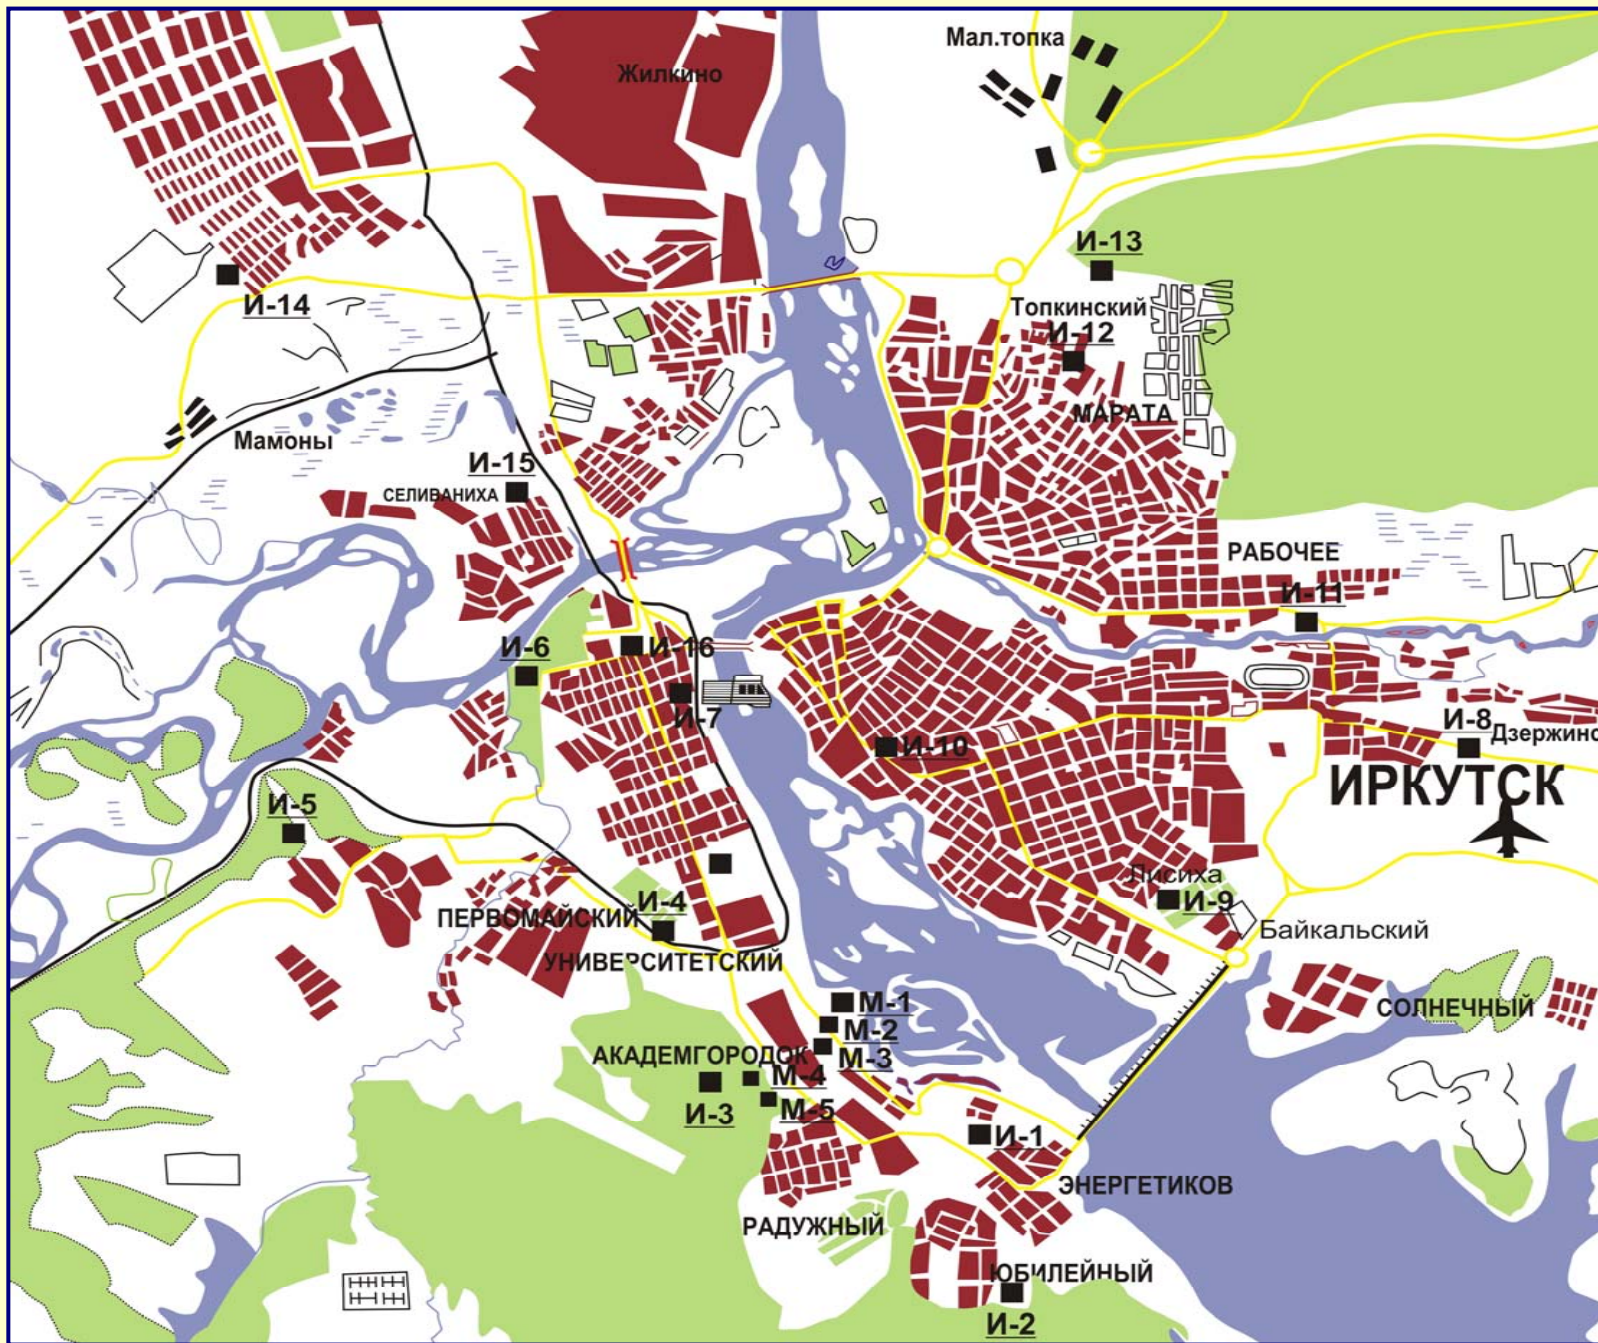 Мал.топка
Жилкино
И-13
И-14
Топкинский
И-12
МАРАТА
Мамоны
И-15
СЕЛИВАНИХА
РАБОЧЕЕ
И-11
И-6
И-16
И-7
И-10
И-8
Дзержинс
ИРКУТСК
И-5
Лисиха
И-9
И-4
ПЕРВОМАЙСКИЙ
Байкальский
УНИВЕРСИТЕТСКИЙ
М-1
СОЛНЕЧНЫЙ
М-2
АКАДЕМГОРОДОК
М-3
М-4
И-3
М-5
И-1
ЭНЕРГЕТИКОВ
РАДУЖНЫЙ
ЮБИЛЕЙНЫЙ
И-2